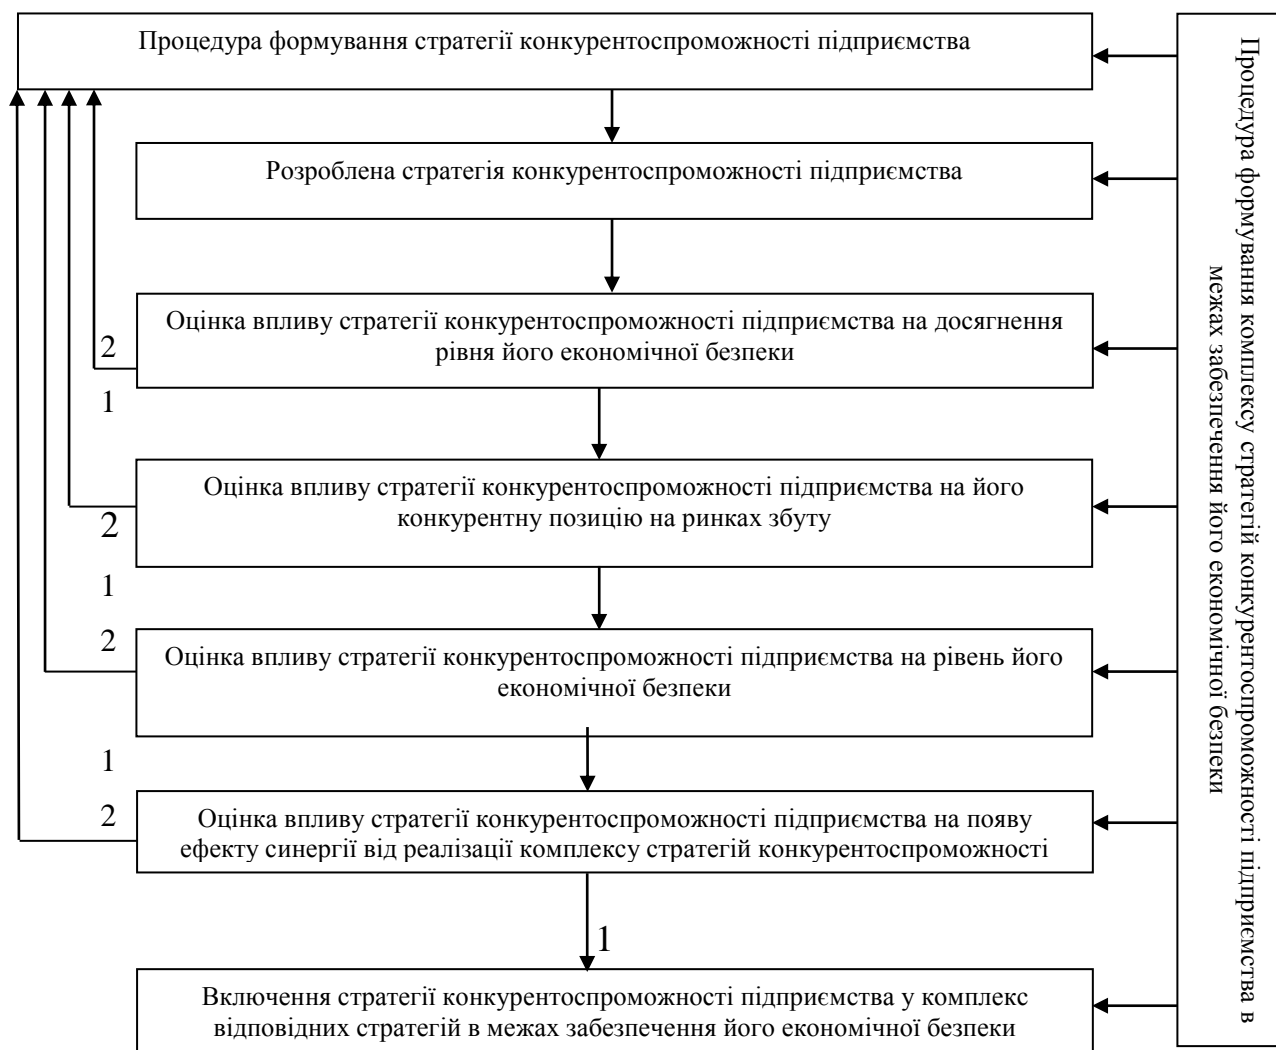 Процедура формування стратегії конкурентоспроможності підприємства
Розроблена стратегія конкурентоспроможності підприємства
Оцінка впливу стратегії конкурентоспроможності підприємства на досягнення
рівня його економічної безпеки
2
1
Оцінка впливу стратегії конкурентоспроможності підприємства на його
конкурентну позицію на ринках збуту
2
1
2
Оцінка впливу стратегії конкурентоспроможності підприємства на рівень його
економічної безпеки
1
2
Оцінка впливу стратегії конкурентоспроможності підприємства на появу
ефекту синергії від реалізації комплексу стратегій конкурентоспроможності
1
Включення стратегії конкурентоспроможності підприємства у комплекс
відповідних стратегій в межах забезпечення його економічної безпеки
Процедура формування комплексу стратегій конкурентоспроможності підприємства в
межах забезпечення його економічної безпеки